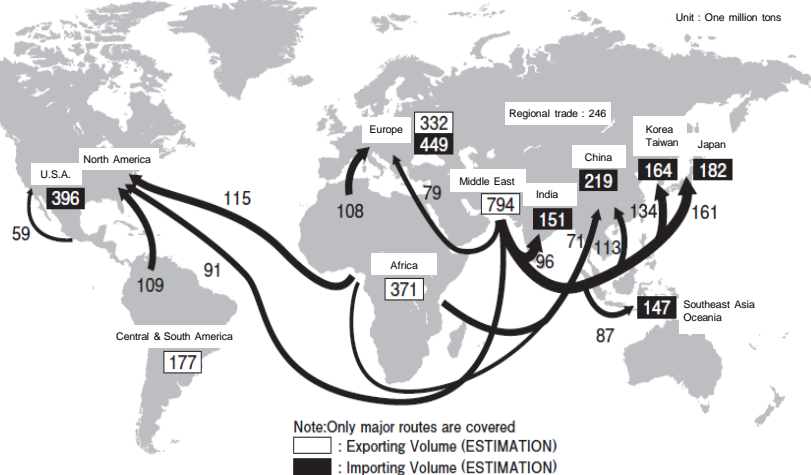 Unit : One million tons
Regional trade : 246
Europe
332
449
Korea
Taiwan
Japan
164
182
China
219
North America
U.S.A.
396
Middle East
794
India
151
115
79
108
134
161
59
71
113
96
91
109
Africa
371
147
Southeast Asia
Oceania
87
Central & South America
177
Note:Only major routes are covered
: Exporting Volume (ESTIMATION)
: Importing Volume (ESTIMATION)